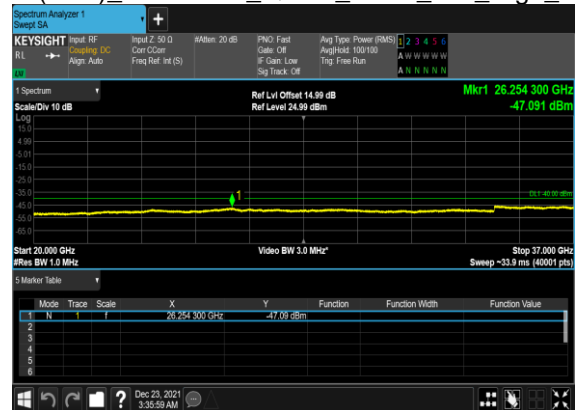 Spectrum Analyzer 1
Swept SA
+
KEYSIGHT Input: RF Input Z: 50 Ω #Atten: 20 dB PNO: Fast Avg Type: Power (RMS) 1 2 3 4 5 6
RL Coupling: DC Corr CCorr Gate: Off Avg|Hold: 100/100 A W W W W W
Align: Auto Freq Ref: Int (S) IF Gain: Low Trig: Free Run
Sig Track: Off A N N N N N
1 Spectrum Ref Lvl Offset 14.99 dB Mkr1 26.254 300 GHz
Scale/Div 10 dB Ref Level 24.99 dBm -47.091 dBm
Log
15.0
4.99
-5.01
-15.0
-25.0
-35.0 1 DL1 -40.00 dBm
-45.0
-55.0
-65.0
Start 20.000 GHz Video BW 3.0 MHz* Stop 37.000 GHz
#Res BW 1.0 MHz Sweep ~33.9 ms (40001 pts)
5 Marker Table
Mode Trace Scale X Y Function Function Width Function Value
1 N 1 f 26.254 300 GHz -47.09 dBm
2
3
4
5
6
? Dec 23, 2021
3:35:59 AM